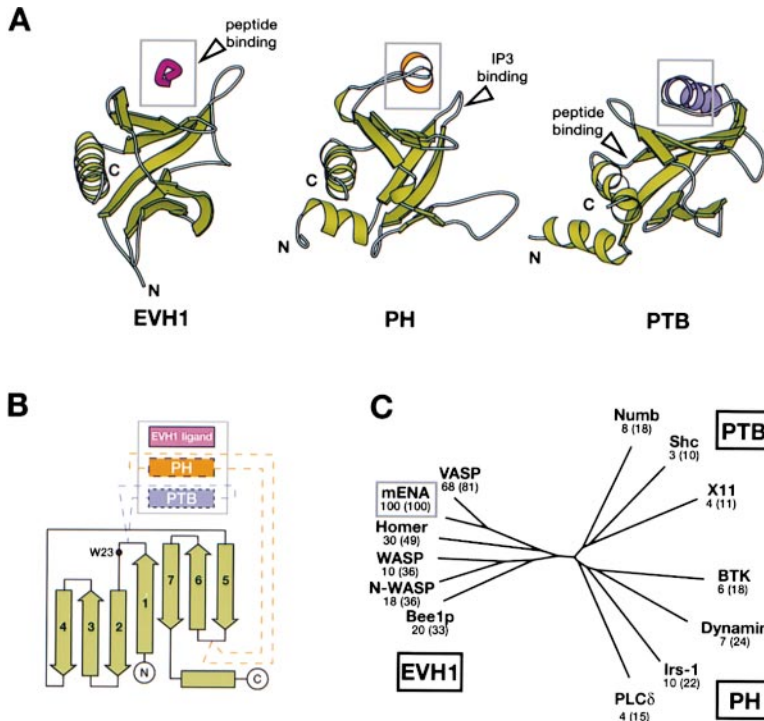 A
peptide
binding
IP3
binding
peptide
binding
C
N
EVH1
C
N
PH
C
N
PTB
B
EVH1 ligand
PH
PTB
W23
4
3
2
1
7
6
5
N
C
C
Numb
8 (18)
PTB
Shc
3 (10)
VASP
68 (81)
mENA
100 (100)
X11
4 (11)
Homer
30 (49)
WASP
10 (36)
BTK
6 (18)
N-WASP
18 (36)
Bee1p
20 (33)
Dynamin
7 (24)
EVH1
Irs-1
10 (22)
PLCδ
4 (15)
PH